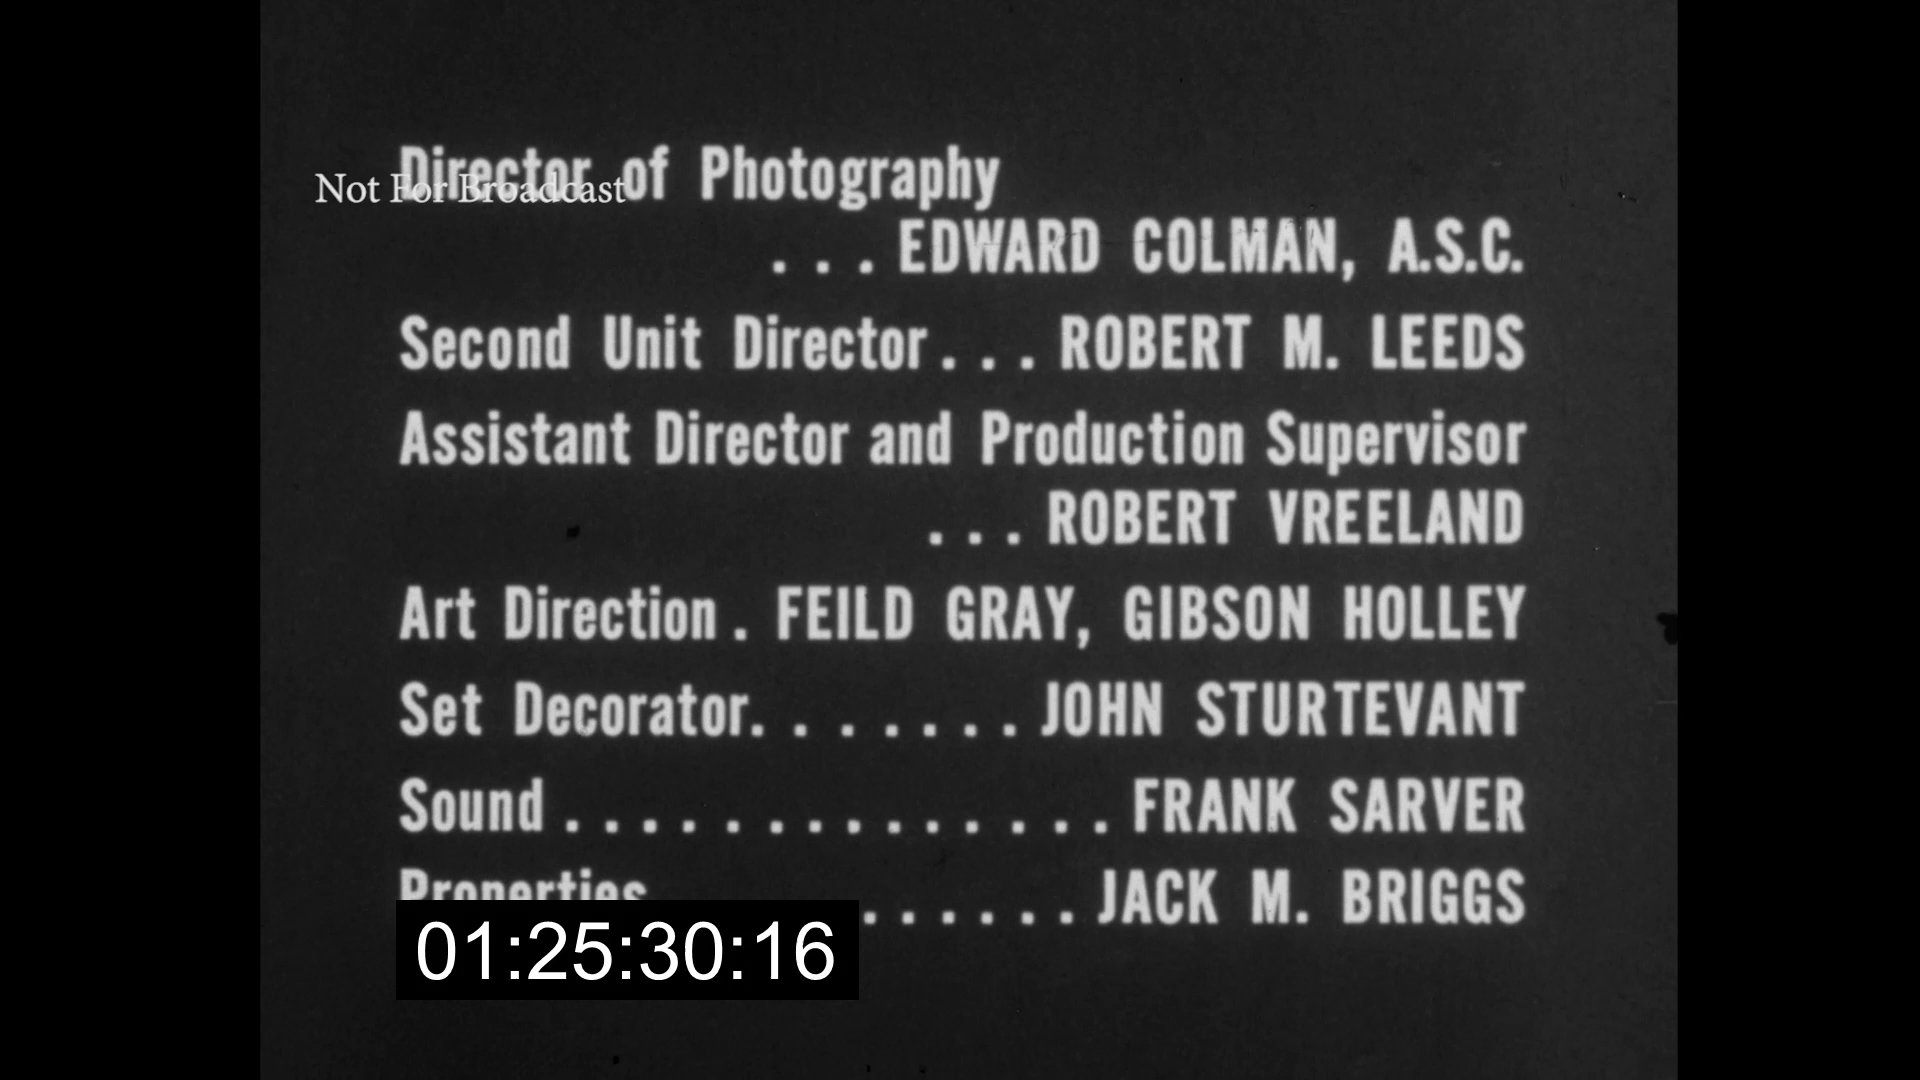 Director of Photography
Not For Broadcast
. . . EDWARD COLMAN, A.S.C.
Second Unit Director . . . ROBERT M. LEEDS
Assistant Director and Production Supervisor
. . . ROBERT VREELAND
Art Direction . FEILD GRAY, GIBSON HOLLEY
Set Decorator. . . . . . . JOHN STURTEVANT
Sound . . . . . . . . . . . . . . FRANK SARVER
Properties . . . . . . JACK M. BRIGGS
01:25:30:16